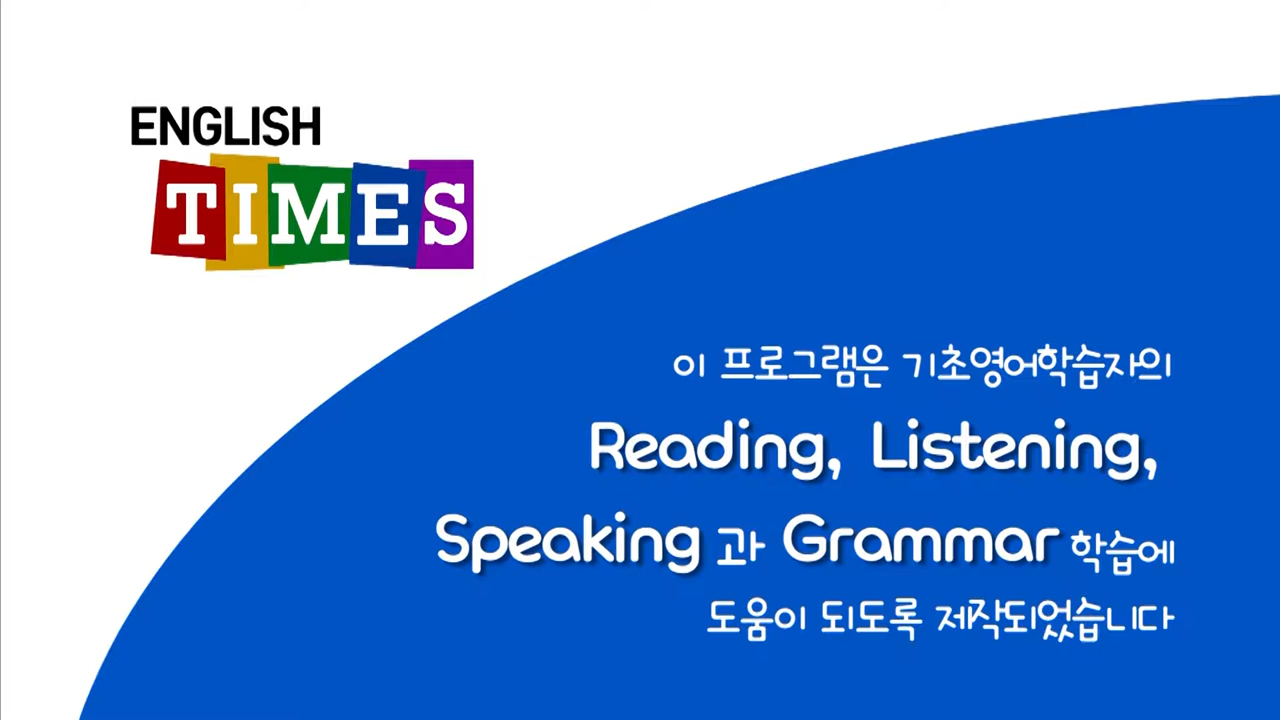 ENGLISH
TIMES
이 프로그램은 기초영어학습자의
Reading, Listening,
Speaking 과 Grammar 학습에
도움이 되도록 제작되었습니다